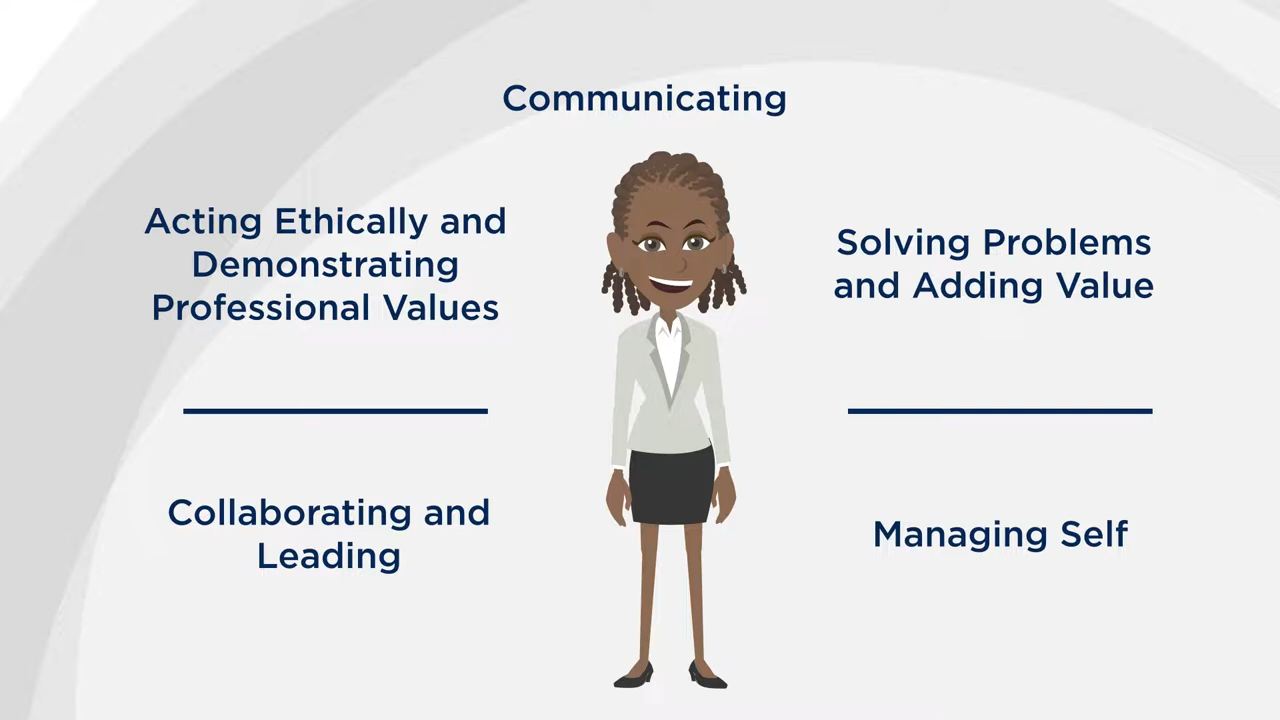 Communicating
Acting Ethically and
Demonstrating
Professional Values
Solving Problems
and Adding Value
Collaborating and
Leading
Managing Self